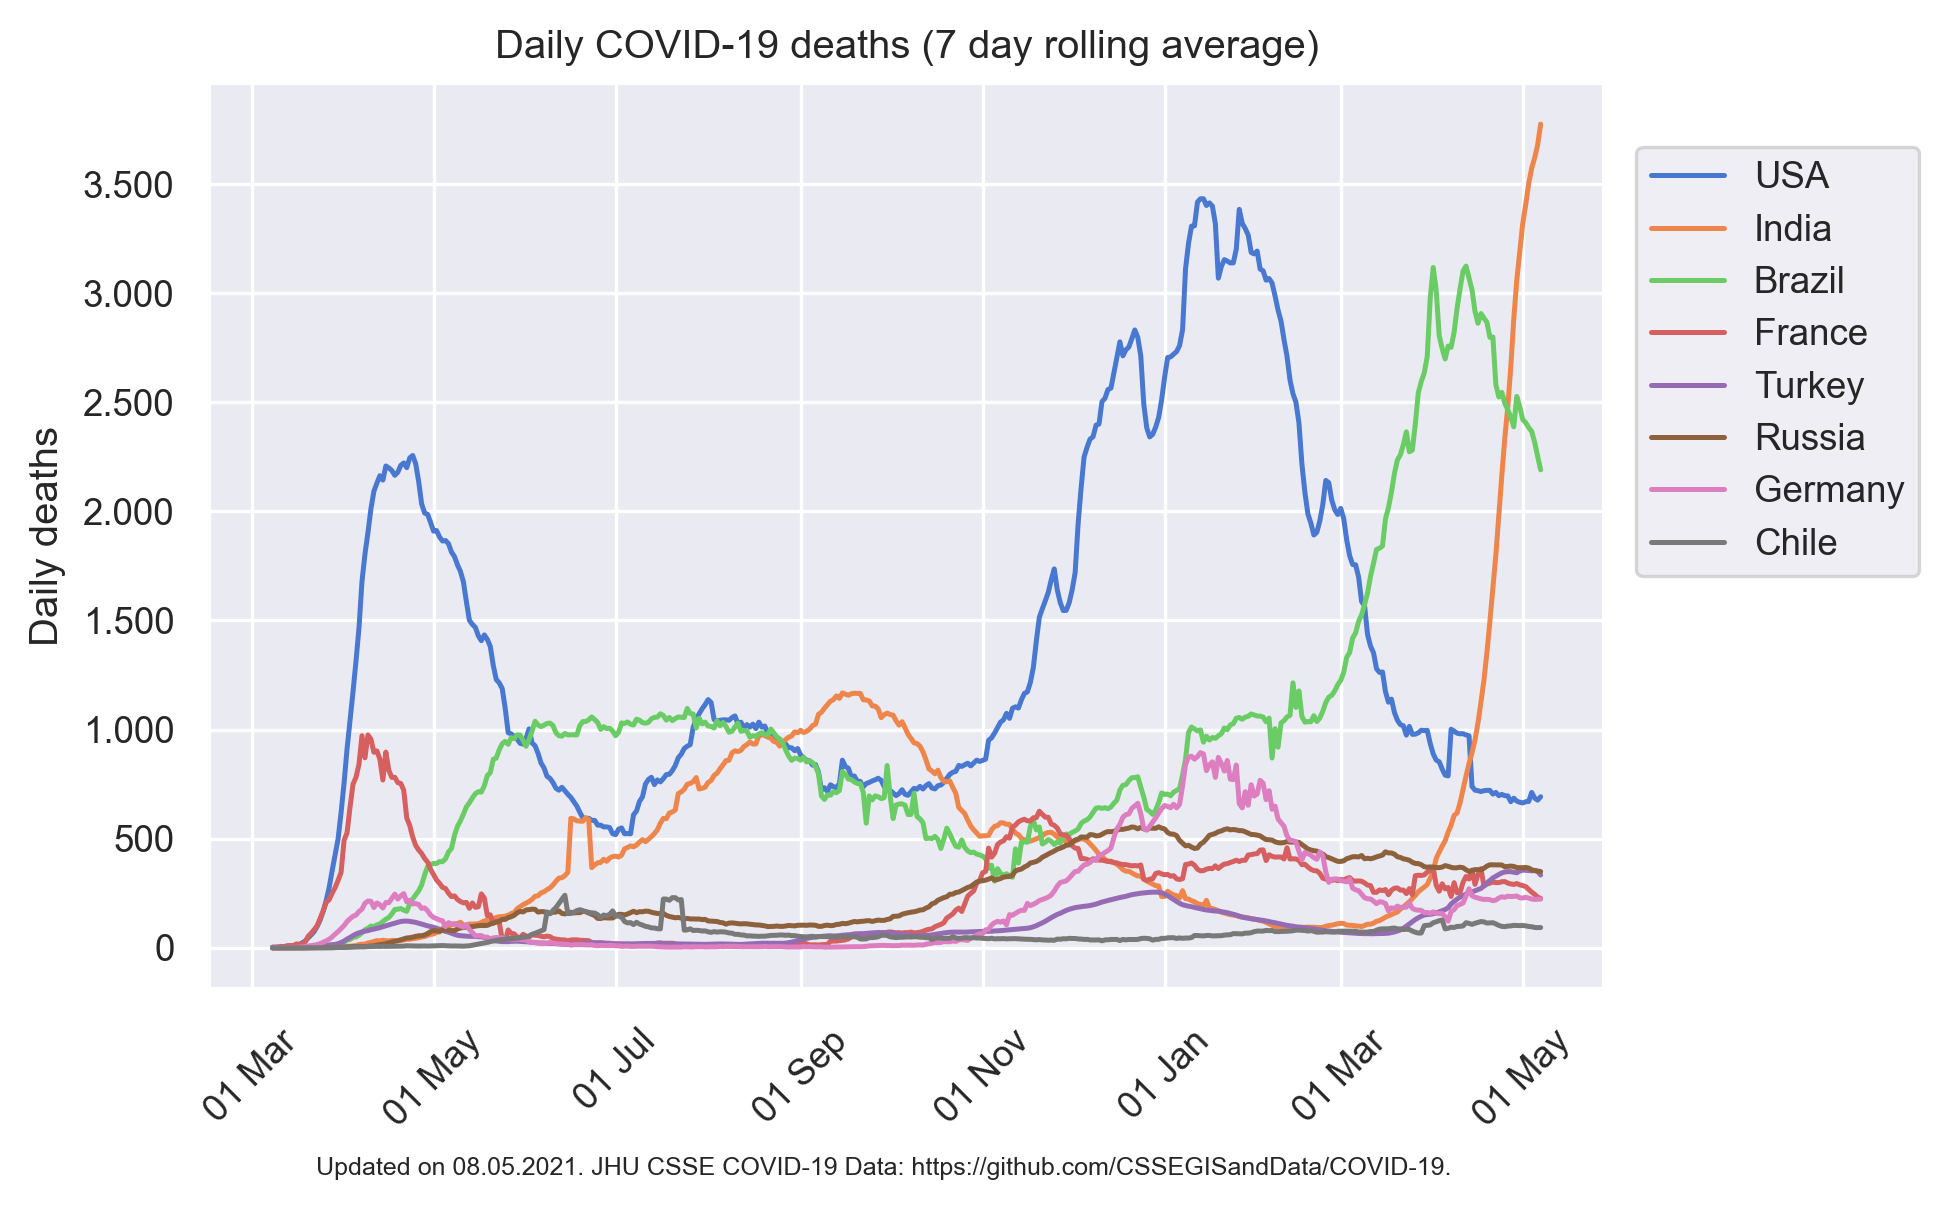 Daily COVID-19 deaths (7 day rolling average)
Daily deaths
3.500
3.000
2.500
2.000
1.500
1.000
500
0
01 Mar
01 May
01 Jul
01 Sep
01 Nov
01 Jan
01 Mar
01 May
USA
India
Brazil
France
Turkey
Russia
Germany
Chile
Updated on 08.05.2021. JHU CSSE COVID-19 Data: https://github.com/CSSEGISandData/COVID-19.